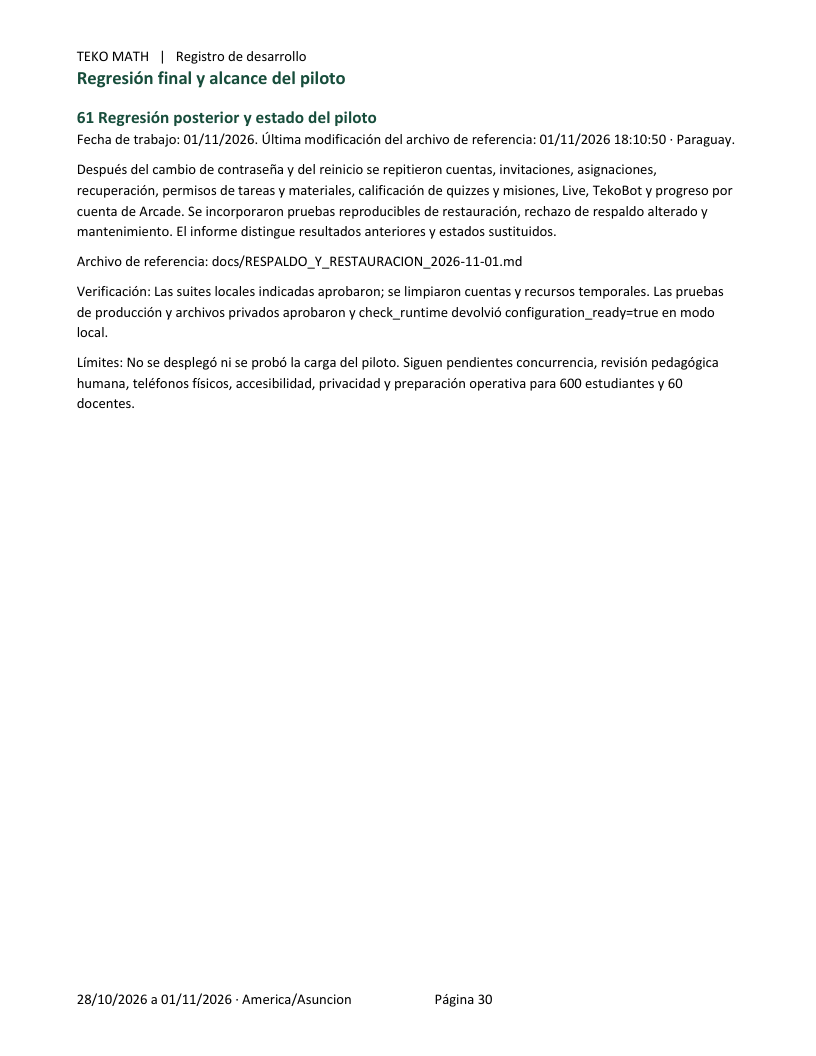 TEKO MATH | Registro de desarrollo
Regresión final y alcance del piloto
61 Regresión posterior y estado del piloto
Fecha de trabajo: 01/11/2026. Última modificación del archivo de referencia: 01/11/2026 18:10:50 · Paraguay.
Después del cambio de contraseña y del reinicio se repitieron cuentas, invitaciones, asignaciones,
recuperación, permisos de tareas y materiales, calificación de quizzes y misiones, Live, TekoBot y progreso por
cuenta de Arcade. Se incorporaron pruebas reproducibles de restauración, rechazo de respaldo alterado y
mantenimiento. El informe distingue resultados anteriores y estados sustituidos.
Archivo de referencia: docs/RESPALDO_Y_RESTAURACION_2026-11-01.md
Verificación: Las suites locales indicadas aprobaron; se limpiaron cuentas y recursos temporales. Las pruebas
de producción y archivos privados aprobaron y check_runtime devolvió configuration_ready=true en modo
local.
Límites: No se desplegó ni se probó la carga del piloto. Siguen pendientes concurrencia, revisión pedagógica
humana, teléfonos físicos, accesibilidad, privacidad y preparación operativa para 600 estudiantes y 60
docentes.
28/10/2026 a 01/11/2026 · America/Asuncion Página 30